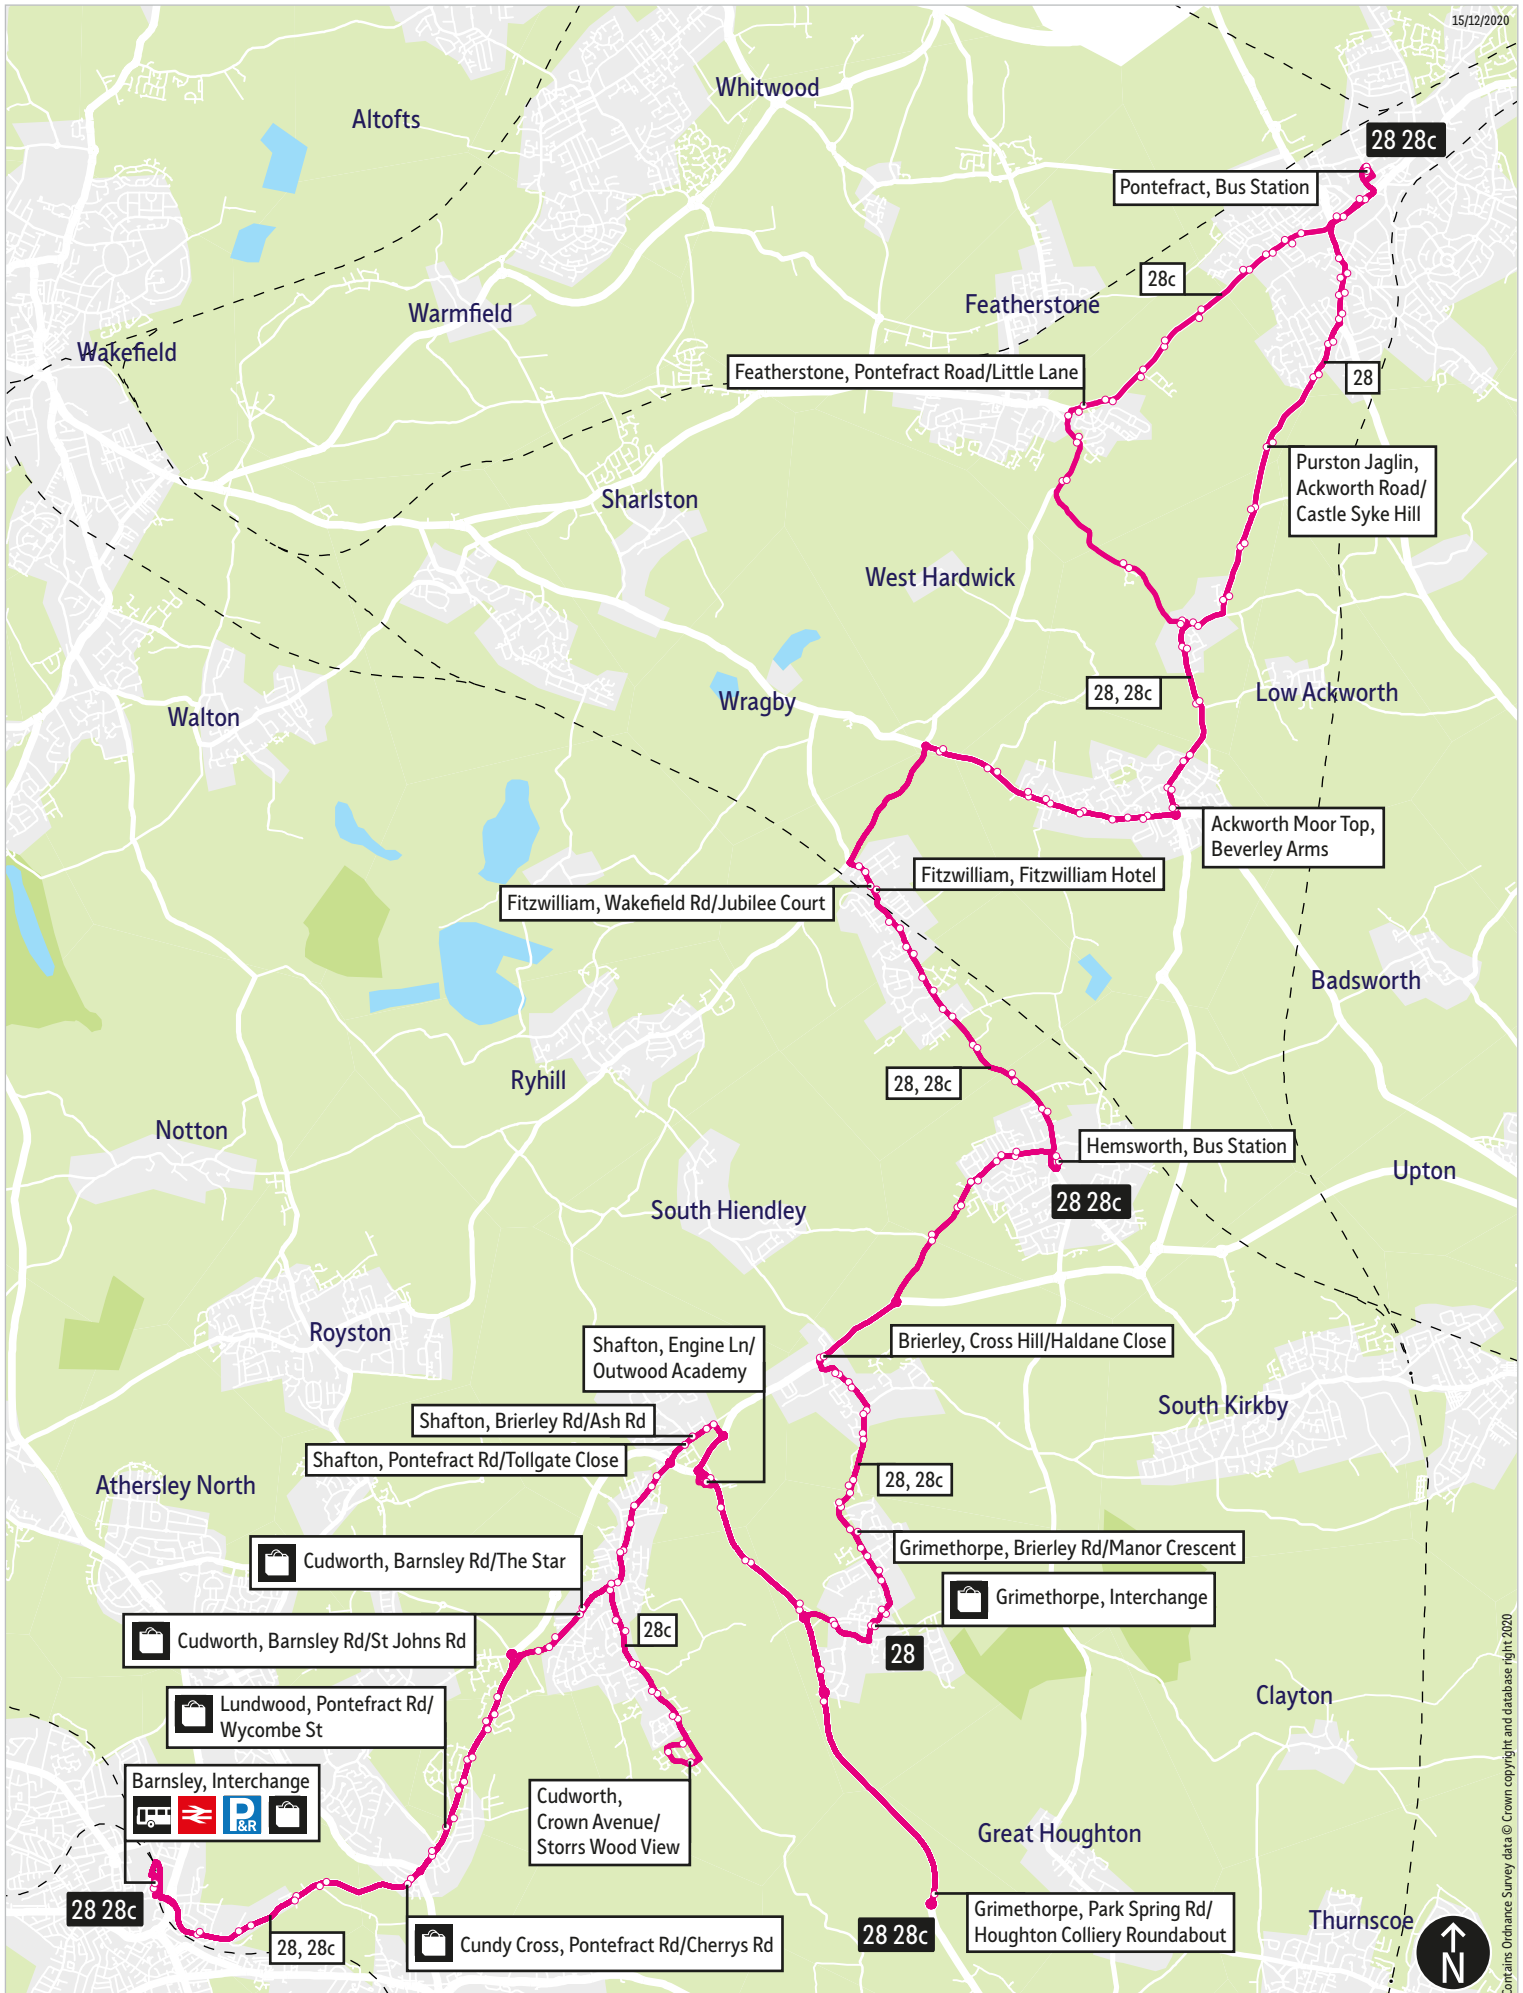 15/12/2020
Whitwood
Altofts
28 28c
Pontefract, Bus Station
28c
Featherstone
Warmfield
Wakefield
Featherstone, Pontefract Road/Little Lane
28
Purston Jaglin,
Ackworth Road/
Castle Syke Hill
Sharlston
West Hardwick
28, 28c
Low Ackworth
Wragby
Walton
Ackworth Moor Top,
Beverley Arms
Fitzwilliam, Fitzwilliam Hotel
Fitzwilliam, Wakefield Rd/Jubilee Court
Badsworth
28, 28c
Ryhill
Notton
Hemsworth, Bus Station
Upton
28 28c
South Hiendley
Royston
Shafton, Engine Ln/
Outwood Academy
Brierley, Cross Hill/Haldane Close
South Kirkby
Shafton, Brierley Rd/Ash Rd
Shafton, Pontefract Rd/Tollgate Close
Athersley North
28, 28c
Grimethorpe, Brierley Rd/Manor Crescent
Cudworth, Barnsley Rd/The Star
Grimethorpe, Interchange
Cudworth, Barnsley Rd/St Johns Rd
28c
28
Lundwood, Pontefract Rd/
Wycombe St
Clayton
Barnsley, Interchange
P&R
Cudworth,
Crown Avenue/
Storrs Wood View
Great Houghton
28 28c
Grimethorpe, Park Spring Rd/
Houghton Colliery Roundabout
28 28c
Thurnscoe
28, 28c
Cundy Cross, Pontefract Rd/Cherrys Rd
N
Contains Ordnance Survey data © Crown copyright and database right 2020